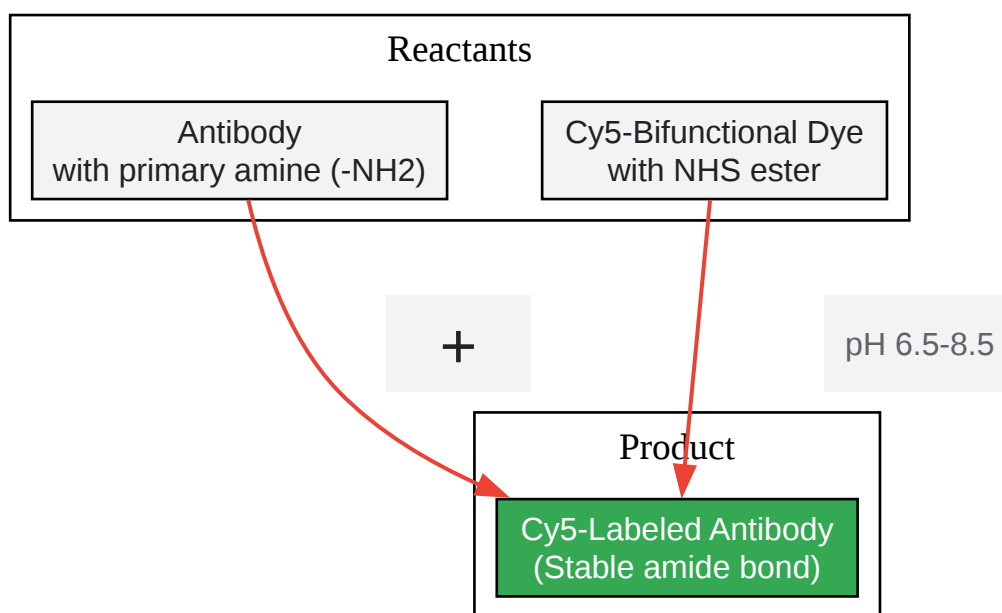 Reactants
Antibody
with primary amine (-NH2)
Cy5-Bifunctional Dye
with NHS ester
+
pH 6.5-8.5
Product
Cy5-Labeled Antibody
(Stable amide bond)